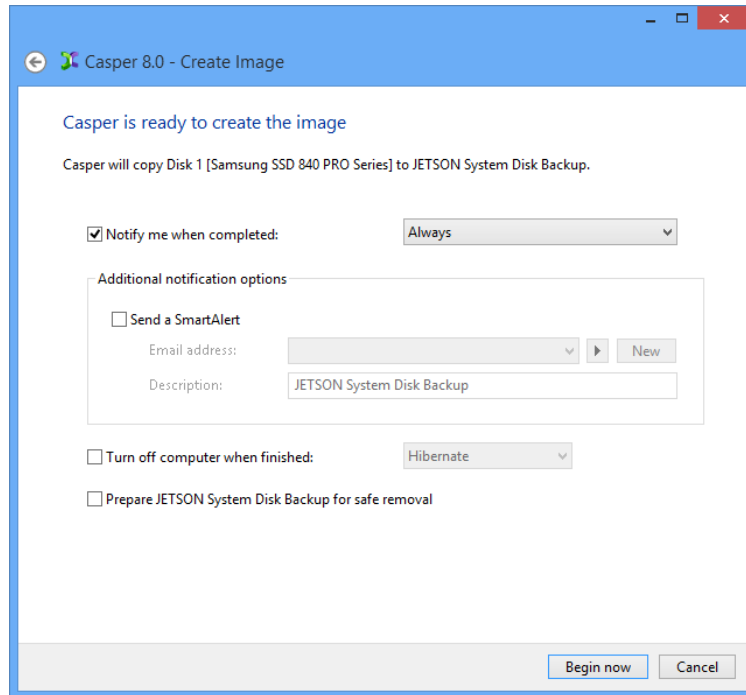 Casper 8.0 - Create Image
Casper is ready to create the image
Casper will copy Disk 1 [Samsung SSD 840 PRO Series] to JETSON System Disk Backup.
Notify me when completed: Always
Additional notification options
Send a SmartAlert
Email address: New
Description: JETSON System Disk Backup
Turn off computer when finished: Hibernate
Prepare JETSON System Disk Backup for safe removal
Begin now Cancel